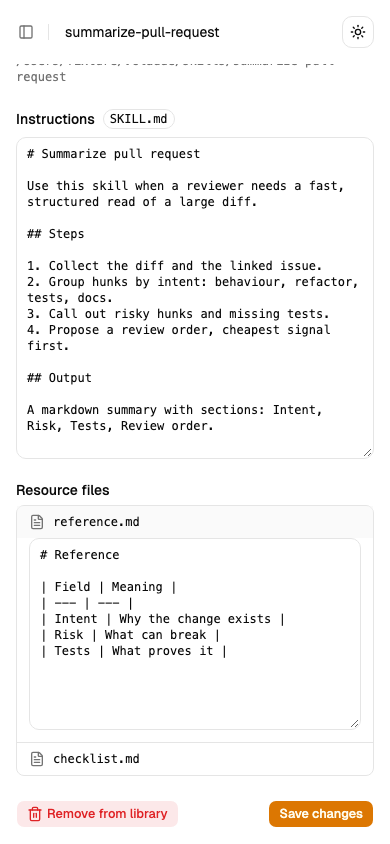 summarize-pull-request
request
Instructions SKILL.md
# Summarize pull request
Use this skill when a reviewer needs a fast,
structured read of a large diff.
## Steps
1. Collect the diff and the linked issue.
2. Group hunks by intent: behaviour, refactor,
tests, docs.
3. Call out risky hunks and missing tests.
4. Propose a review order, cheapest signal
first.
## Output
A markdown summary with sections: Intent,
Risk, Tests, Review order.
Resource files
reference.md
# Reference
| Field | Meaning |
| --- | --- |
| Intent | Why the change exists |
| Risk | What can break |
| Tests | What proves it |
checklist.md
Remove from library
Save changes